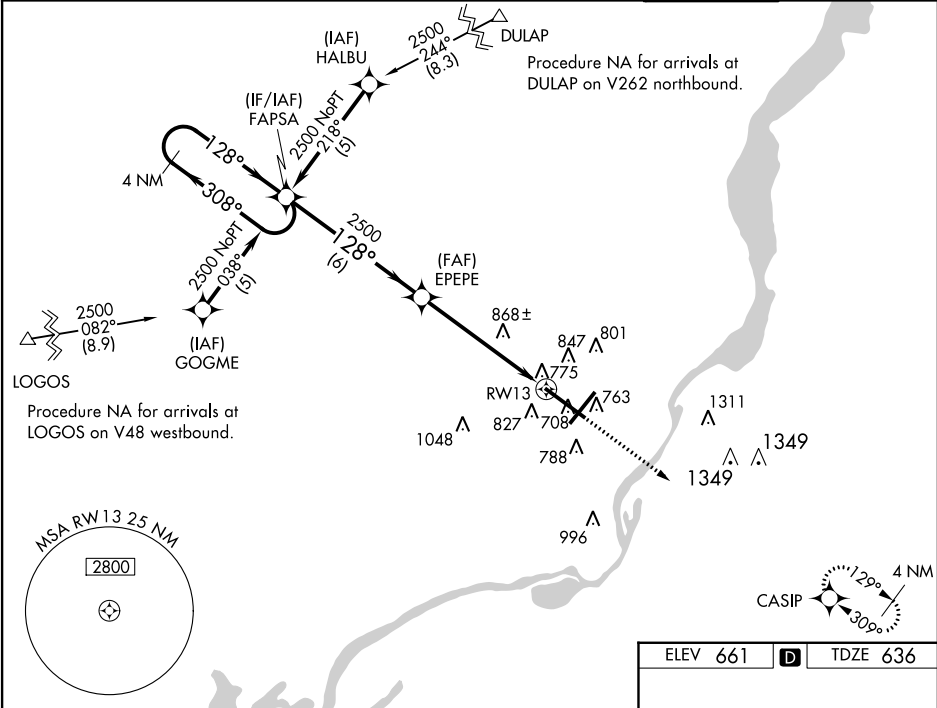 2500
244°
(8.3)
DULAP
(IAF)
HALBU
Procedure NA for arrivals at
DULAP on V262 northbound.
(IF/IAF)
FAPSA
2500 NoPT
218°
(5)
4 NM
128°
308°
2500
128°
(6)
2500 NoPT
038°
(5)
(FAF)
EPEPE
2500
082°
(8.9)
LOGOS
(IAF)
GOGME
Procedure NA for arrivals at
LOGOS on V48 westbound.
868±
847
801
775
RW13
763
827
708
1048
788
1311
1349
1349
996
MSA RW13 25 NM
2800
CASIP
129°
4 NM
309°
ELEV 661
D
TDZE 636